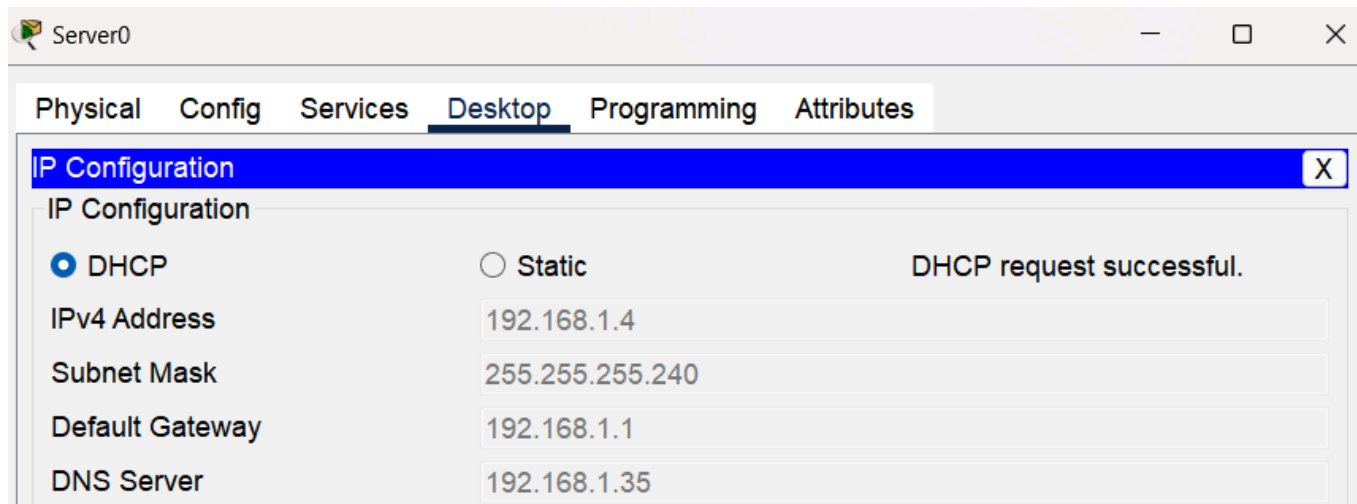 Server0
Physical Config Services Desktop Programming Attributes
IP Configuration X
IP Configuration
DHCP Static DHCP request successful.
IPv4 Address 192.168.1.4
Subnet Mask 255.255.255.240
Default Gateway 192.168.1.1
DNS Server 192.168.1.35